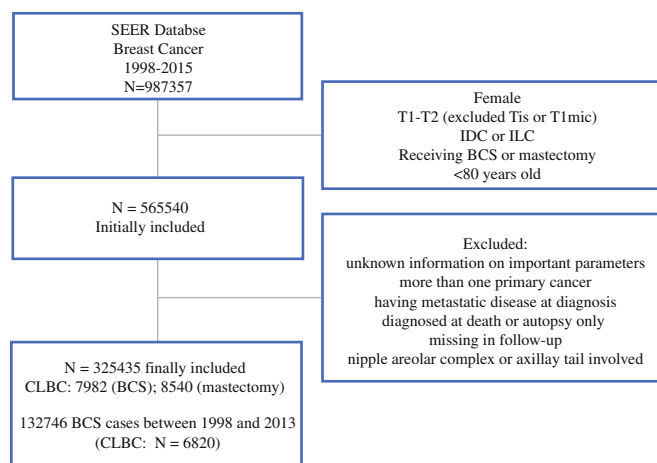 SEER Databse
Breast Cancer
1998-2015
N=987357
Female
T1-T2 (excluded Tis or T1mic)
IDC or ILC
Receiving BCS or mastectomy
<80 years old
N = 565540
Initially included
Excluded:
unknown information on important parameters
more than one primary cancer
having metastatic disease at diagnosis
diagnosed at death or autopsy only
missing in follow-up
nipple areolar complex or axillay tail involved
N = 325435 finally included
CLBC: 7982 (BCS); 8540 (mastectomy)
132746 BCS cases between 1998 and 2013
(CLBC: N = 6820)